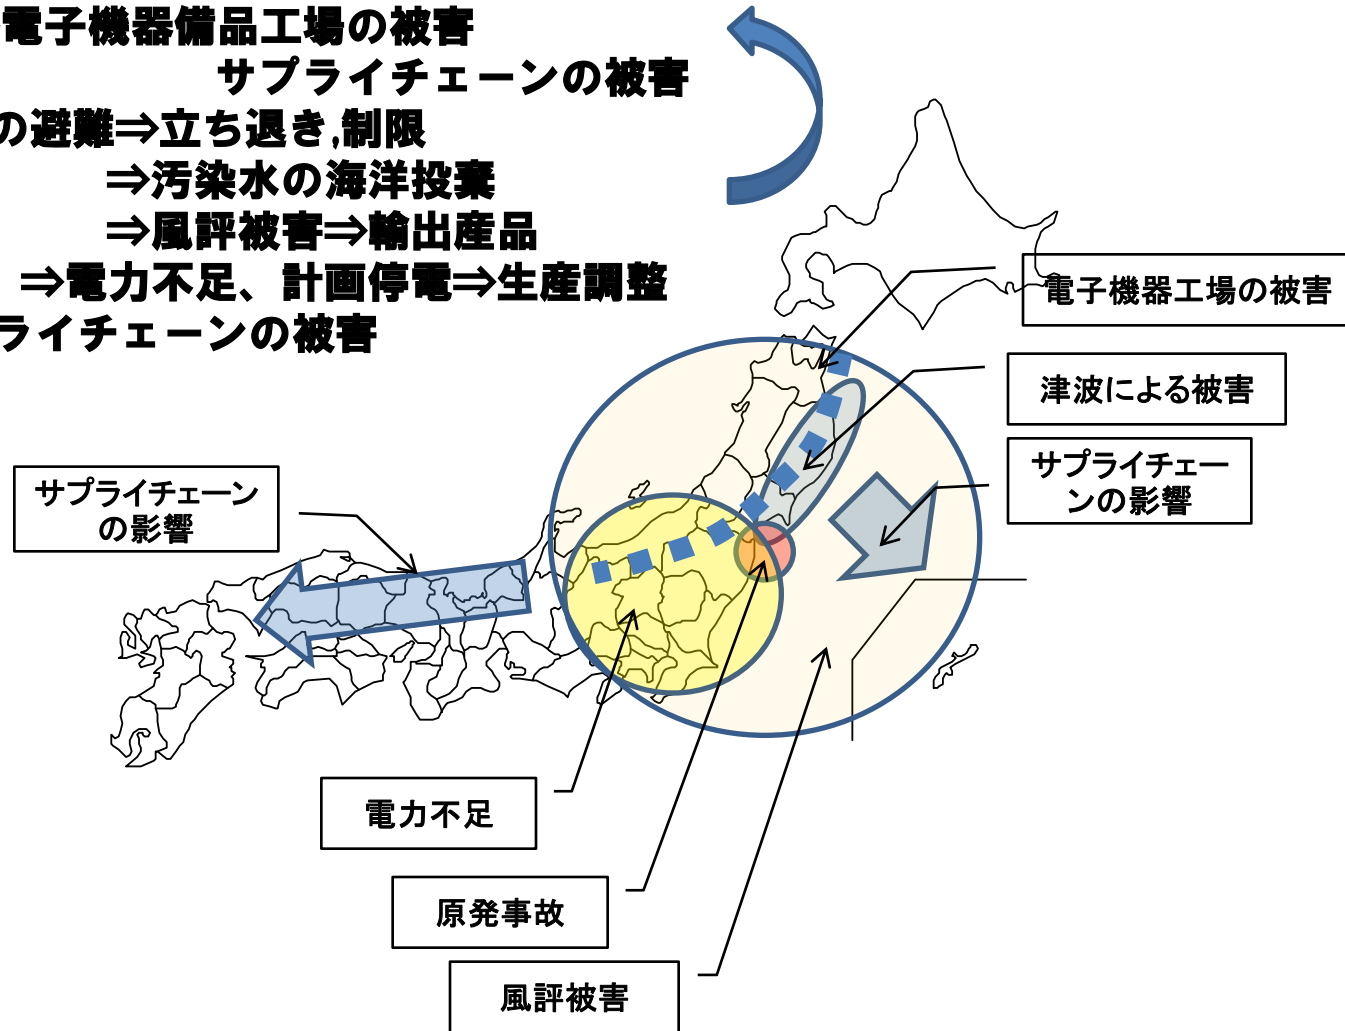 電子機器備品工場の被害
サプライチェーンの被害
の避難⇒立ち退き,制限
⇒汚染水の海洋投棄
⇒風評被害⇒輸出産品
⇒電力不足、計画停電⇒生産調整
ライチェーンの被害
電子機器工場の被害
津波による被害
サプライチェー
ンの影響
サプライチェーン
の影響
電力不足
原発事故
風評被害